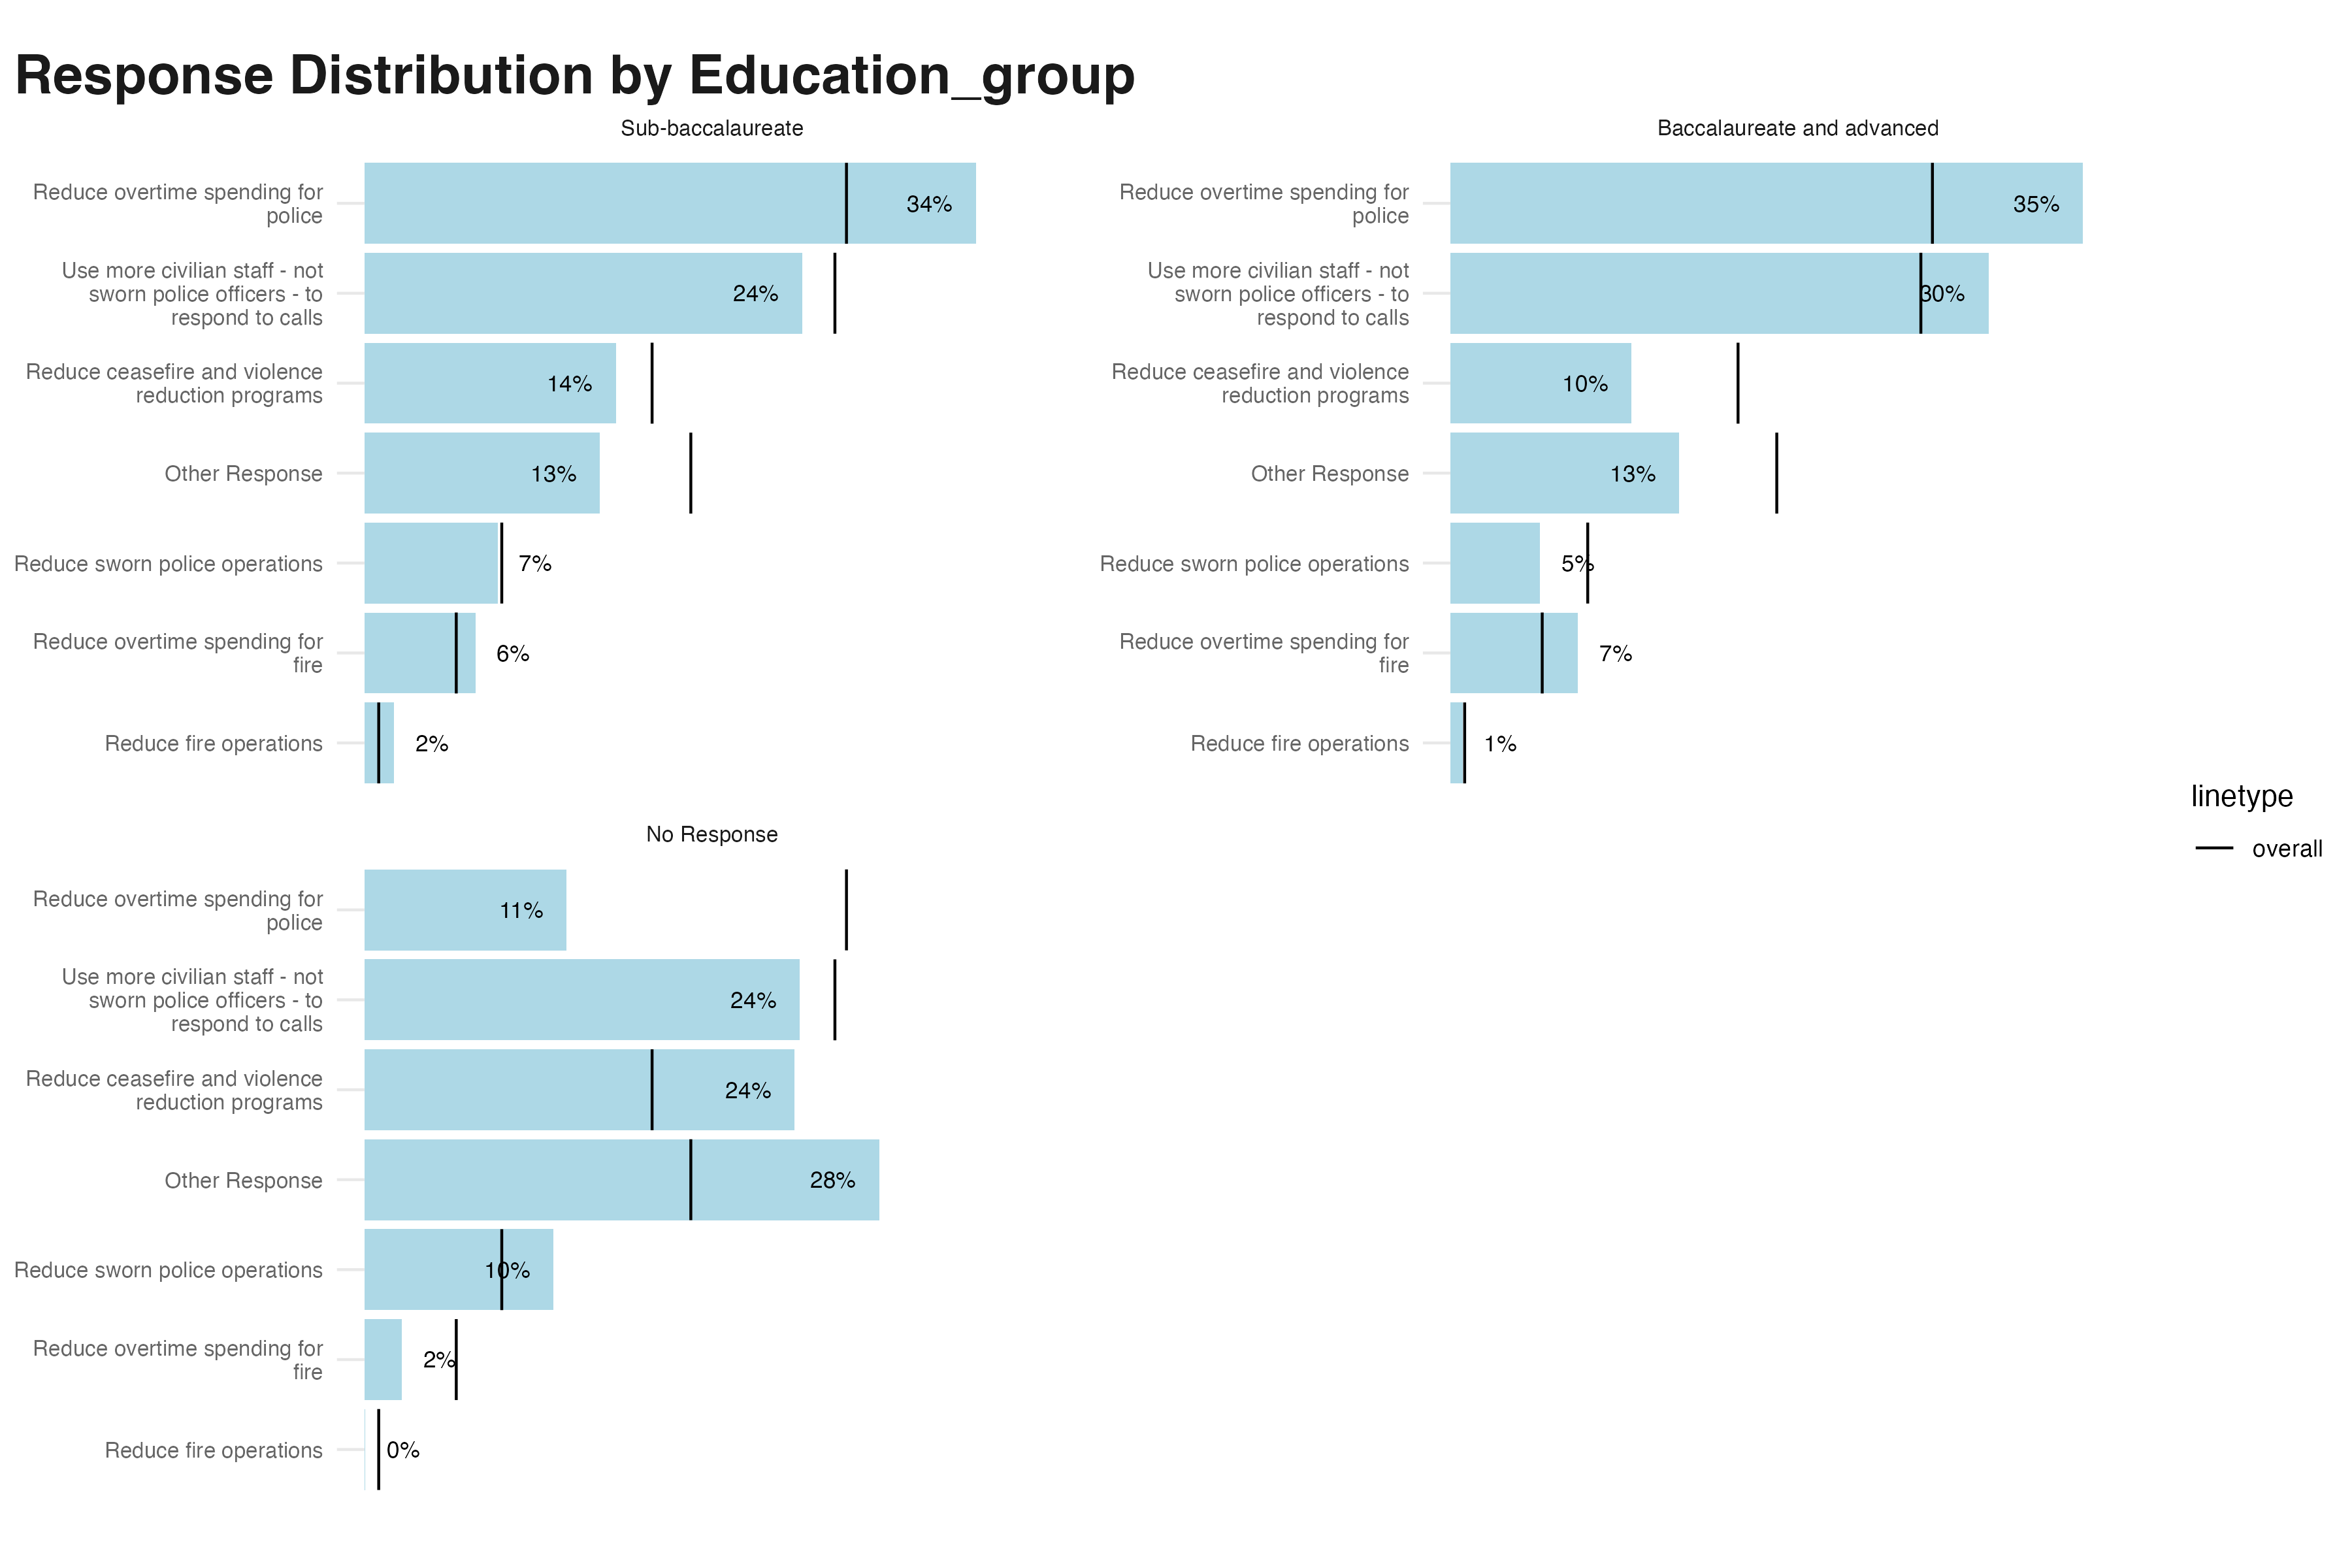 Response Distribution by Education_group
Sub-baccalaureate
Reduce overtime spending for
police
34%
Use more civilian staff - not
sworn police officers - to
respond to calls
24%
Reduce ceasefire and violence
reduction programs
14%
Other Response
13%
Reduce sworn police operations
7%
Reduce overtime spending for
fire
6%
Reduce fire operations
2%
Baccalaureate and advanced
Reduce overtime spending for
police
35%
Use more civilian staff - not
sworn police officers - to
respond to calls
30%
Reduce ceasefire and violence
reduction programs
10%
Other Response
13%
Reduce sworn police operations
5%
Reduce overtime spending for
fire
7%
Reduce fire operations
1%
No Response
Reduce overtime spending for
police
11%
Use more civilian staff - not
sworn police officers - to
respond to calls
24%
Reduce ceasefire and violence
reduction programs
24%
Other Response
28%
Reduce sworn police operations
10%
Reduce overtime spending for
fire
2%
Reduce fire operations
0%
linetype
overall